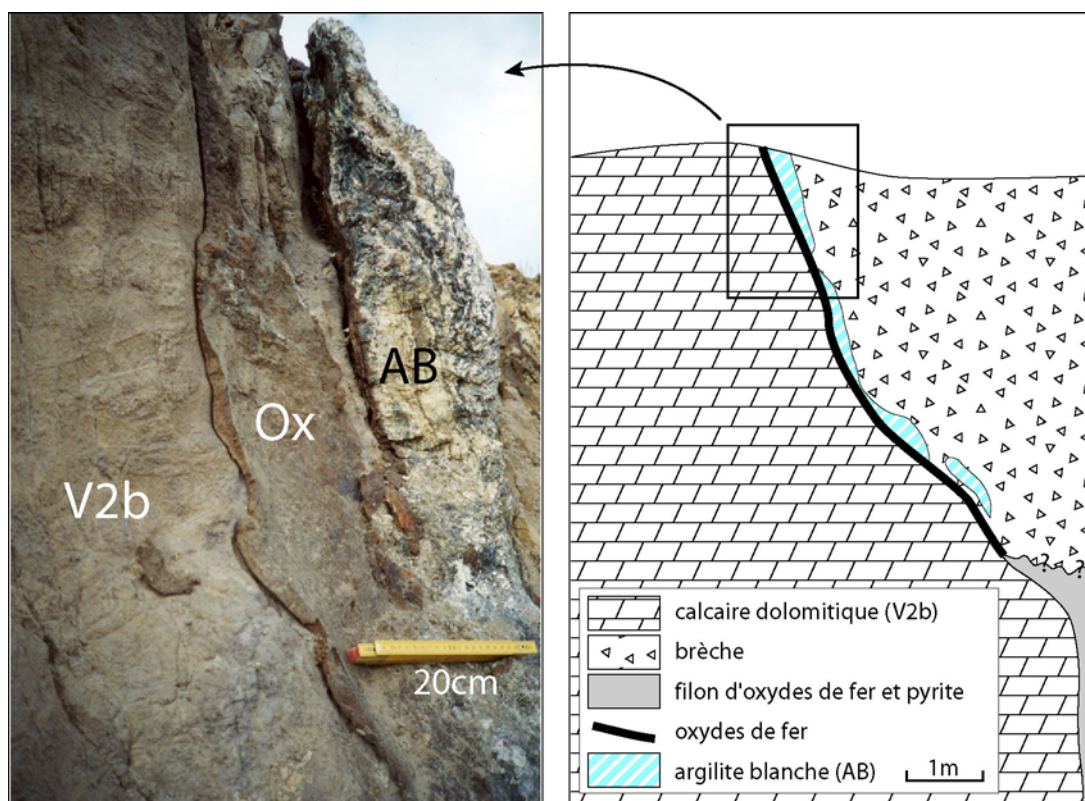 V2b
Ox
AB
20cm
calcaire dolomitique (V2b)
brèche
? ?
filon d'oxydes de fer et pyrite
oxydes de fer
argilite blanche (AB)
1m